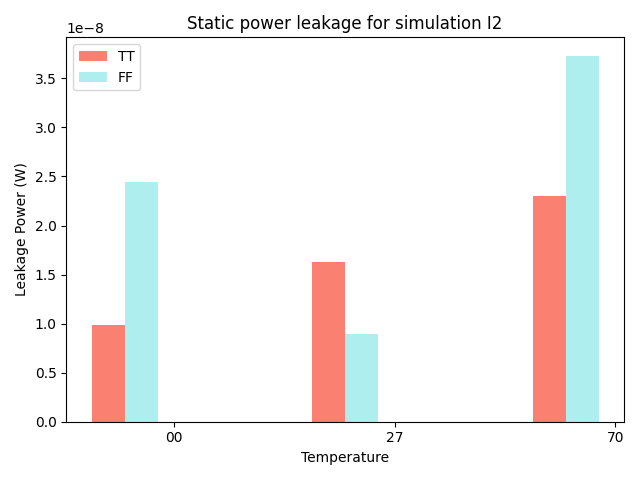 Static power leakage for simulation I2
1e−8
TT
FF
3.5
3.0
2.5
2.0
1.5
1.0
0.5
0.0
Leakage Power (W)
00 27 70
Temperature